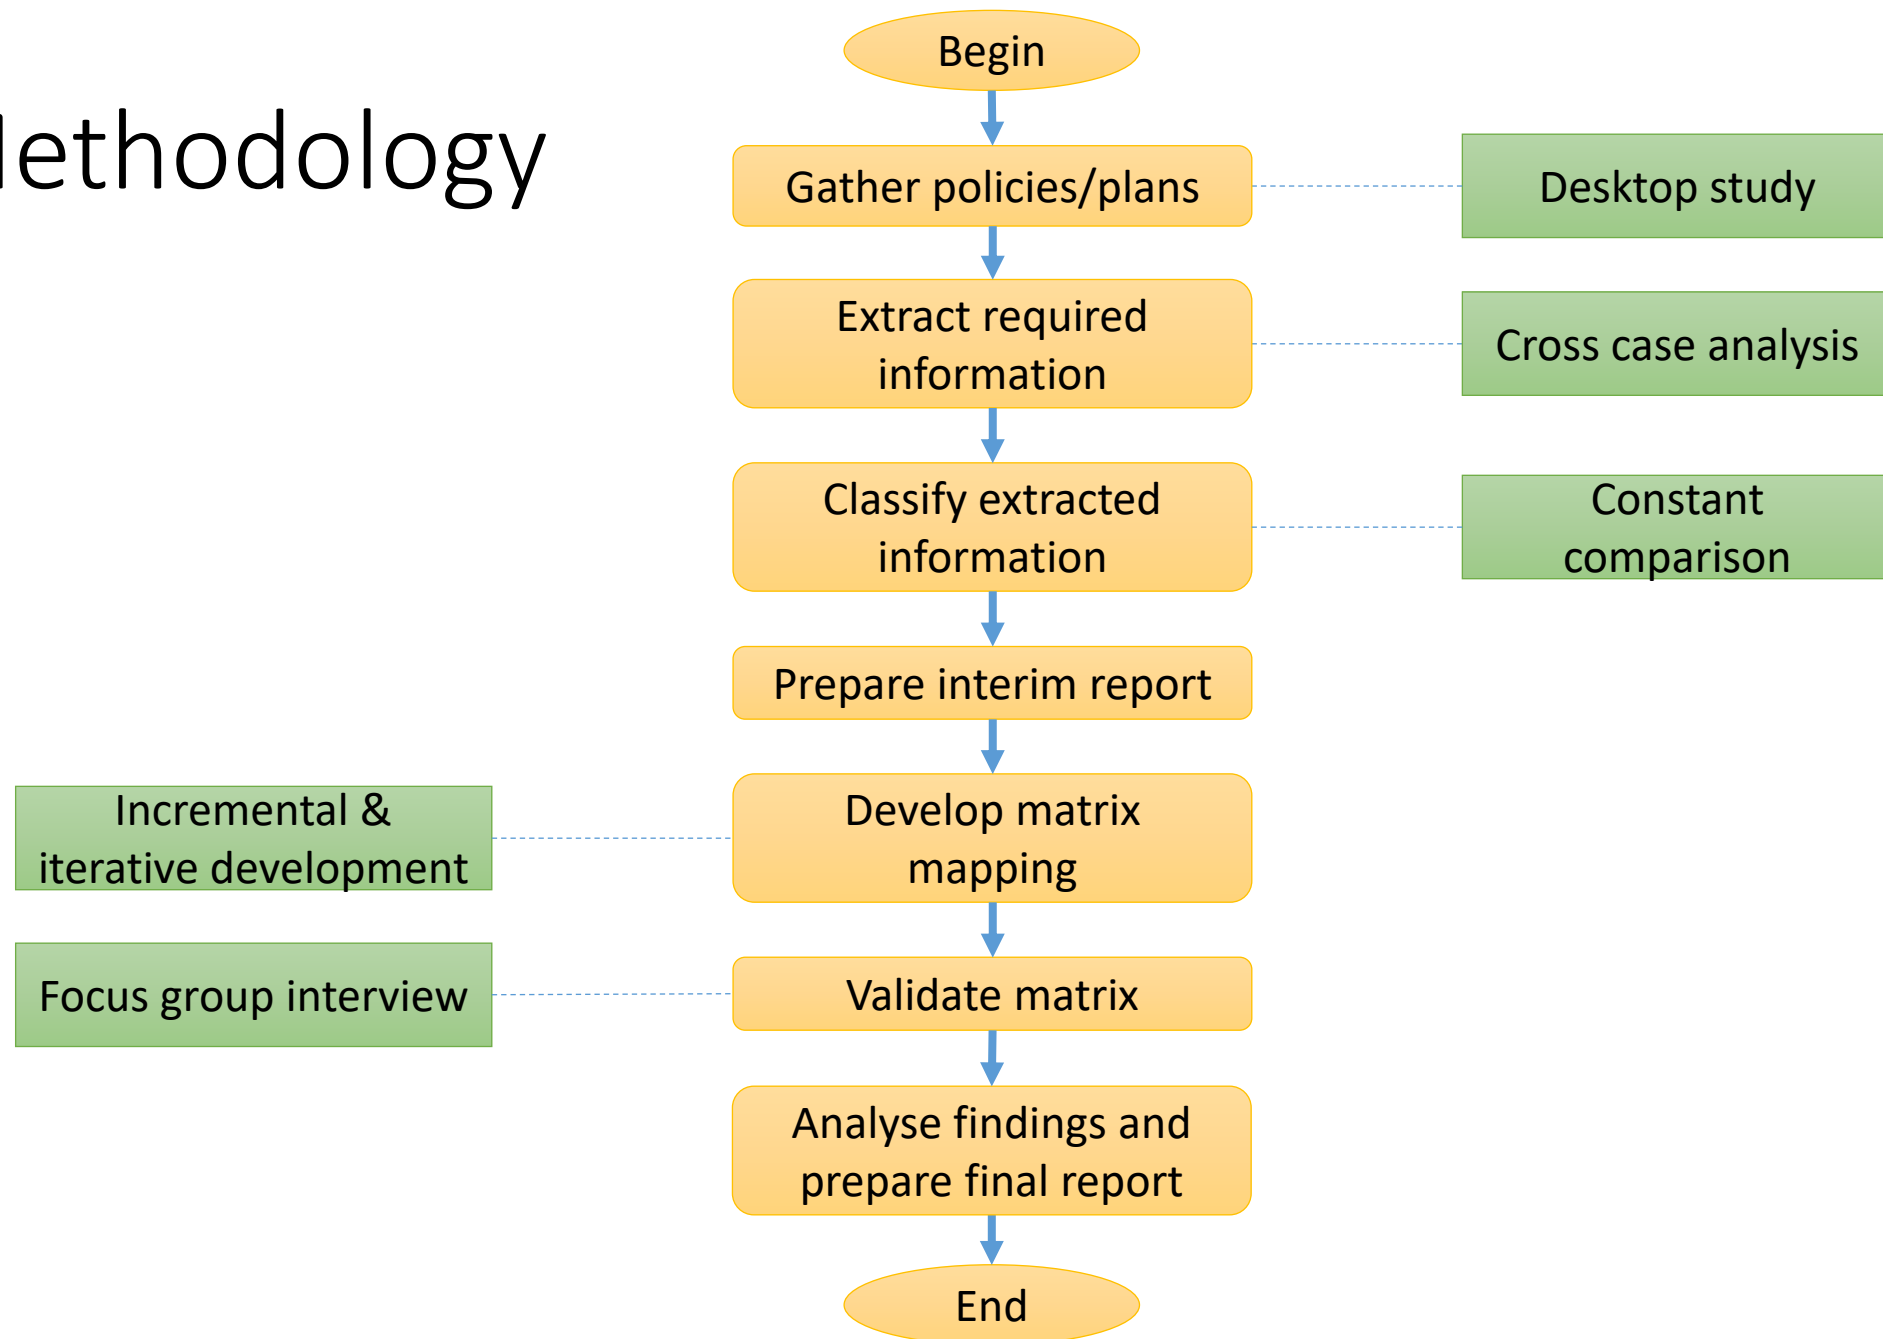 Methodology
Begin
Gather policies/plans
Desktop study
Extract required
information
Cross case analysis
Classify extracted
information
Constant
comparison
Prepare interim report
Incremental &
iterative development
Develop matrix
mapping
Focus group interview
Validate matrix
Analyse findings and
prepare final report
End